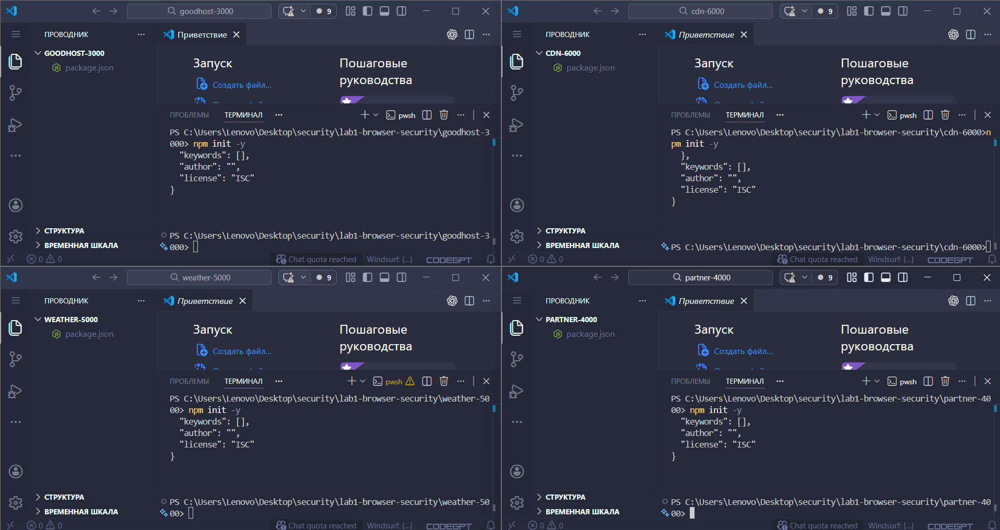 goodhost-3000
9
ПРОВОДНИК
Приветствие
GOODHOST-3000
package.json
Запуск
Создать файл...
Пошаговые
руководства
ПРОБЛЕМЫ
ТЕРМИНАЛ
pwsh
PS C:\Users\Lenovo\Desktop\security\lab1-browser-security\goodhost-3
000> npm init -y
"keywords": [],
"author": "",
"license": "ISC"
}
PS C:\Users\Lenovo\Desktop\security\lab1-browser-security\goodhost-3
000>
СТРУКТУРА
ВРЕМЕННАЯ ШКАЛА
0 0
Chat quota reached
Windsurf: {...}
CODEGPT
cdn-6000
9
ПРОВОДНИК
Приветствие
CDN-6000
package.json
Запуск
Создать файл...
Пошаговые
руководства
ПРОБЛЕМЫ
ТЕРМИНАЛ
pwsh
PS C:\Users\Lenovo\Desktop\security\lab1-browser-security\cdn-6000>n
pm init -y
},
"keywords": [],
"author": "",
"license": "ISC"
}
PS C:\Users\Lenovo\Desktop\security\lab1-browser-security\cdn-6000>
СТРУКТУРА
ВРЕМЕННАЯ ШКАЛА
0 0
Chat quota reached
Windsurf: {...}
CODEGPT
weather-5000
9
ПРОВОДНИК
Приветствие
WEATHER-5000
package.json
Запуск
Создать файл...
Пошаговые
руководства
ПРОБЛЕМЫ
ТЕРМИНАЛ
pwsh
PS C:\Users\Lenovo\Desktop\security\lab1-browser-security\weather-50
00> npm init -y
"keywords": [],
"author": "",
"license": "ISC"
}
PS C:\Users\Lenovo\Desktop\security\lab1-browser-security\weather-50
00>
СТРУКТУРА
ВРЕМЕННАЯ ШКАЛА
0 0
Chat quota reached
Windsurf: {...}
CODEGPT
partner-4000
9
ПРОВОДНИК
Приветствие
PARTNER-4000
package.json
Запуск
Создать файл...
Пошаговые
руководства
ПРОБЛЕМЫ
ТЕРМИНАЛ
pwsh
PS C:\Users\Lenovo\Desktop\security\lab1-browser-security\partner-40
00> npm init -y
"keywords": [],
"author": "",
"license": "ISC"
}
PS C:\Users\Lenovo\Desktop\security\lab1-browser-security\partner-40
00>
СТРУКТУРА
ВРЕМЕННАЯ ШКАЛА
0 0
Chat quota reached
Windsurf: {...}
CODEGPT